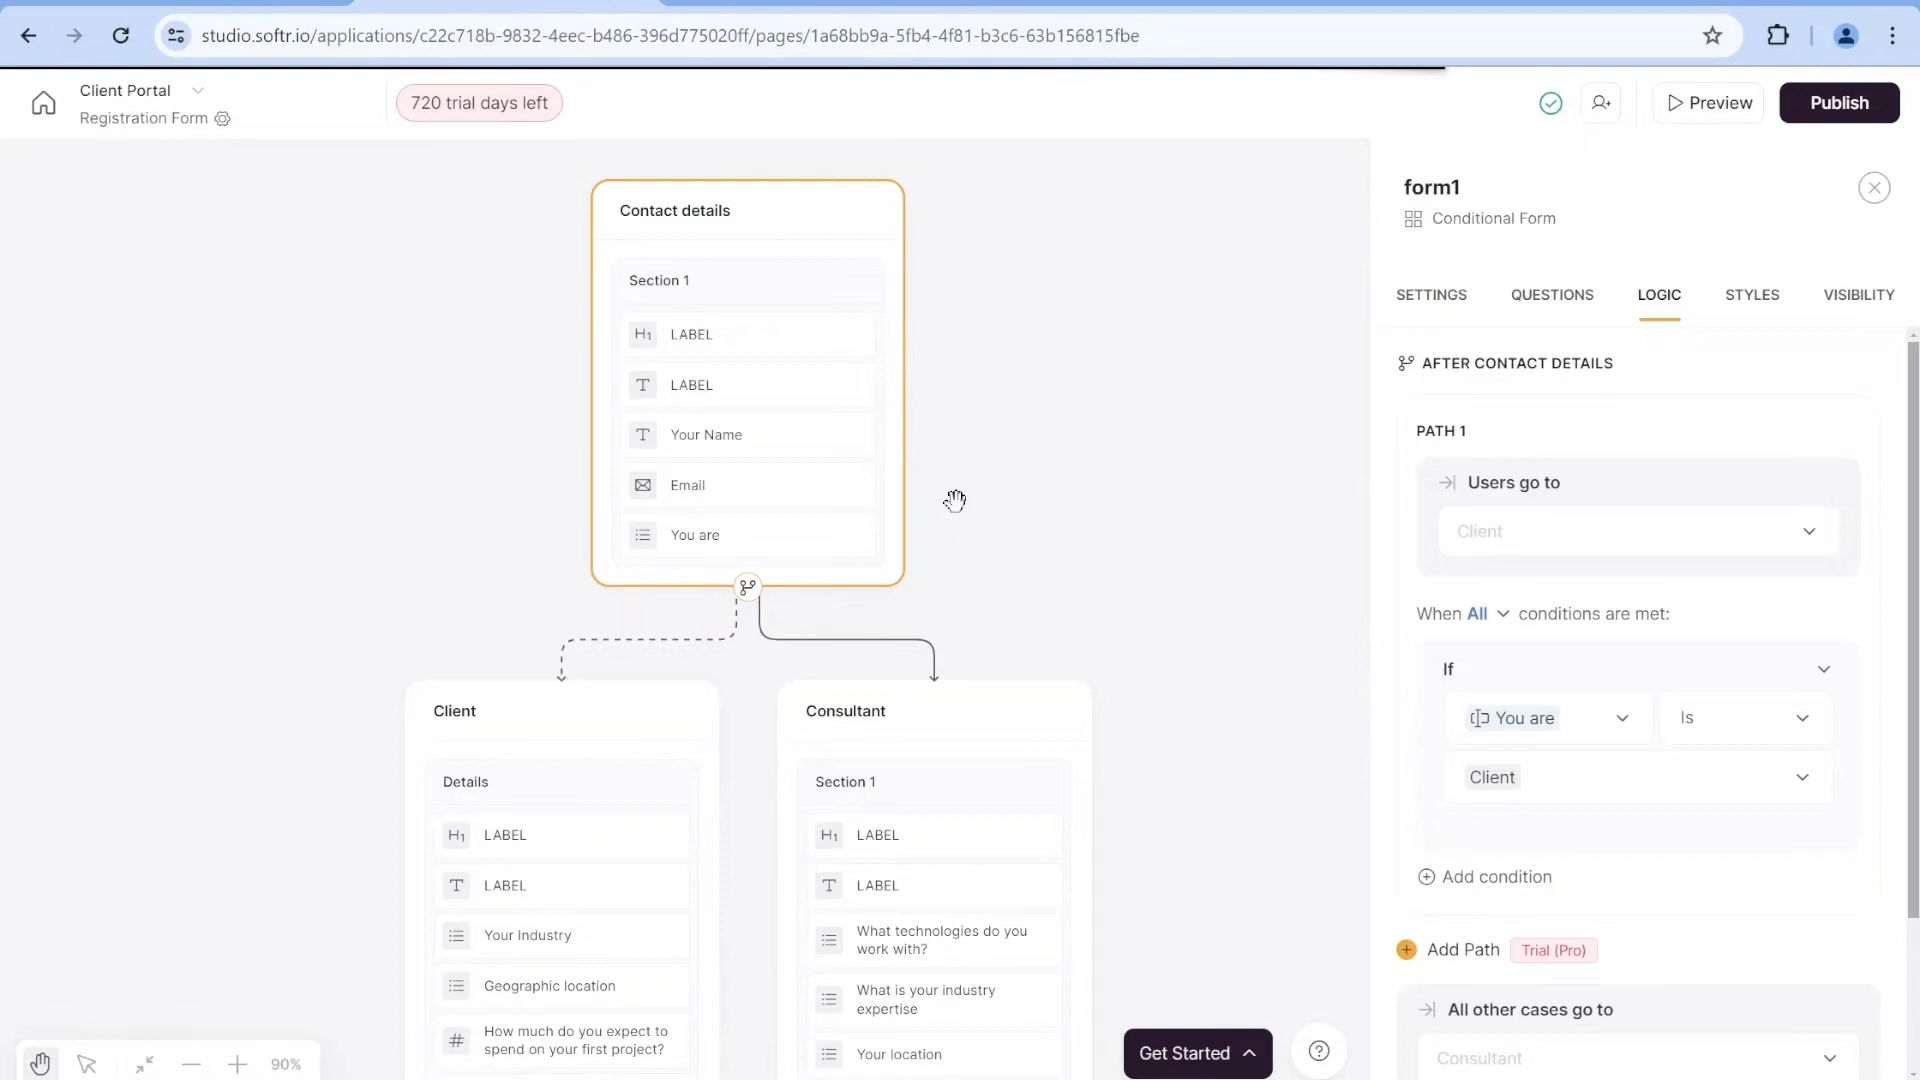 studio.softr.io/applications/c22c718b-9832-4eec-b486-396d775020ff/pages/1a68bb9a-5fb4-4f81-b3c6-63b156815fbe
Client Portal
Registration Form
720 trial days left
Preview
Publish
Contact details
Section 1
H1 LABEL
T LABEL
T Your Name
Email
You are
Client
Details
H1 LABEL
T LABEL
Your Industry
Geographic location
# How much do you expect to
spend on your first project?
Consultant
Section 1
H1 LABEL
T LABEL
What technologies do you
work with?
What is your industry
expertise
Your location
90%
Get Started
?
form1
Conditional Form
SETTINGS
QUESTIONS
LOGIC
STYLES
VISIBILITY
AFTER CONTACT DETAILS
PATH 1
Users go to
Client
When All conditions are met:
If
You are
Is
Client
Add condition
Add Path
Trial (Pro)
All other cases go to
Consultant